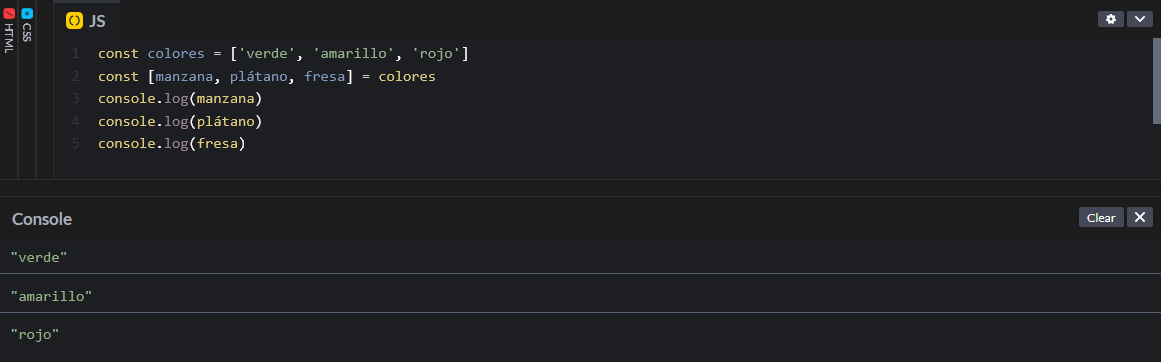 HTML
CSS
JS
1 const colores = ['verde', 'amarillo', 'rojo']
2 const [manzana, plátano, fresa] = colores
3 console.log(manzana)
4 console.log(plátano)
5 console.log(fresa)
Console
Clear
"verde"
"amarillo"
"rojo"